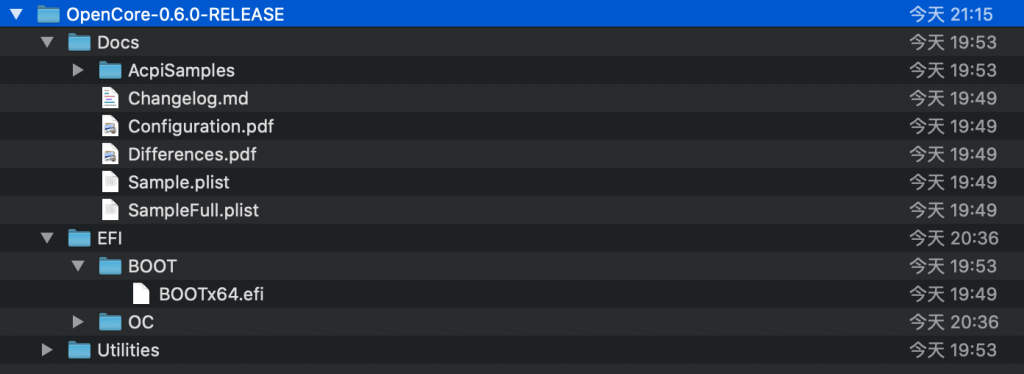 OpenCore-0.6.0-RELEASE 今天 21:15
Docs 今天 19:53
AcpiSamples 今天 19:53
Changelog.md 今天 19:49
Configuration.pdf 今天 19:49
Differences.pdf 今天 19:49
Sample.plist 今天 19:49
SampleFull.plist 今天 19:49
EFI 今天 20:36
BOOT 今天 19:53
BOOTx64.efi 今天 19:49
OC 今天 20:36
Utilities 今天 19:53